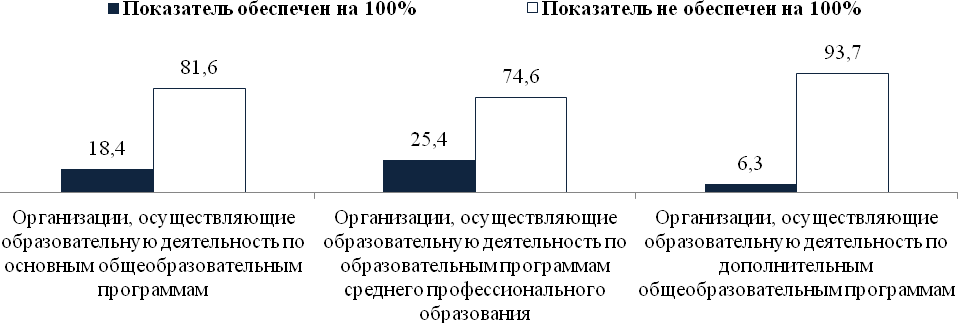 Показатель обеспечен на 100% Показатель не обеспечен на 100%
81,6
18,4
74,6
25,4
93,7
6,3
Организации, осуществляющие
образовательную деятельность по
основным общеобразовательным
программам
Организации, осуществляющие
образовательную деятельность по
образовательным программам
среднего профессионального
образования
Организации, осуществляющие
образовательную деятельность по
дополнительным
общеобразовательным программам